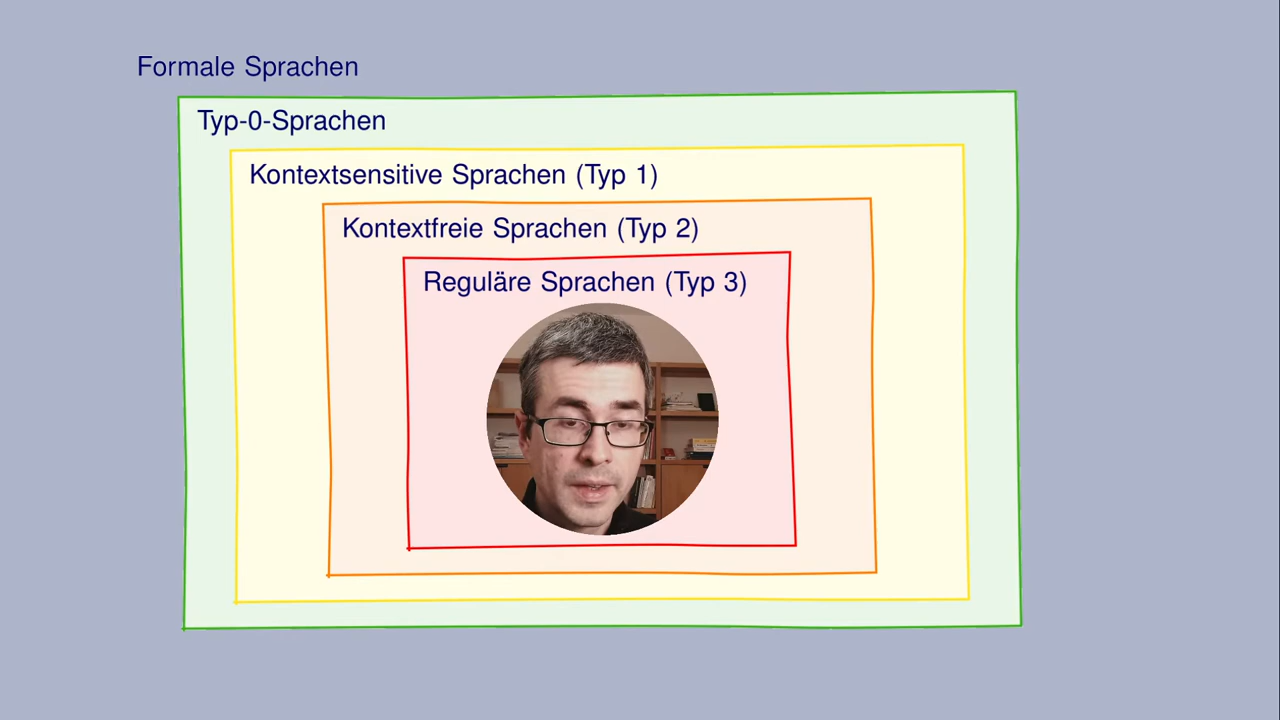 Formale Sprachen
Typ-0-Sprachen
Kontextsensitive Sprachen (Typ 1)
Kontextfreie Sprachen (Typ 2)
Reguläre Sprachen (Typ 3)